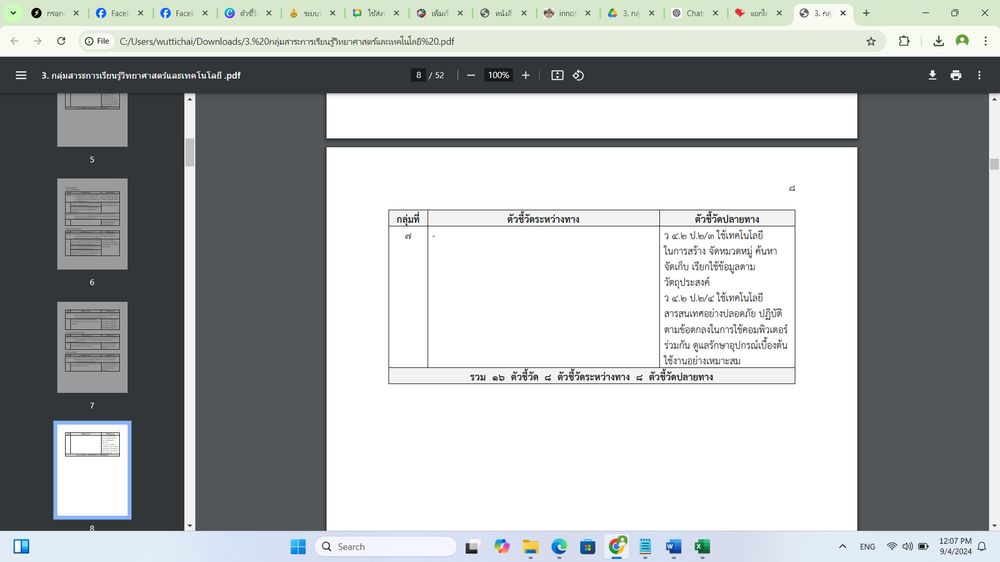 กรอก
Faceb
Faceb
ตัวชี้วั
ระบบ
ใช้ส่ง
เพิ่มเรื่
หนังสื
innot
3. กลุ่
Chat
แยกไฟ
3. กลุ่
File
C:/Users/wuttichai/Downloads/3.%20กลุ่มสาระการเรียนรู้วิทยาศาสตร์และเทคโนโลยี%20.pdf
3. กลุ่มสาระการเรียนรู้วิทยาศาสตร์และเทคโนโลยี .pdf
8 / 52
100%
5
6
7
8
๘
กลุ่มที่ ตัวชี้วัดระหว่างทาง ตัวชี้วัดปลายทาง
๗ - ว ๔.๒ ป.๒/๓ ใช้เทคโนโลยี
ในการสร้าง จัดหมวดหมู่ ค้นหา
จัดเก็บ เรียกใช้ข้อมูลตาม
วัตถุประสงค์
ว ๔.๒ ป.๒/๔ ใช้เทคโนโลยี
สารสนเทศอย่างปลอดภัย ปฏิบัติ
ตามข้อตกลงในการใช้คอมพิวเตอร์
ร่วมกัน ดูแลรักษาอุปกรณ์เบื้องต้น
ใช้งานอย่างเหมาะสม
รวม ๑๖ ตัวชี้วัด ๘ ตัวชี้วัดระหว่างทาง ๘ ตัวชี้วัดปลายทาง
Search
ENG
12:07 PM
9/4/2024